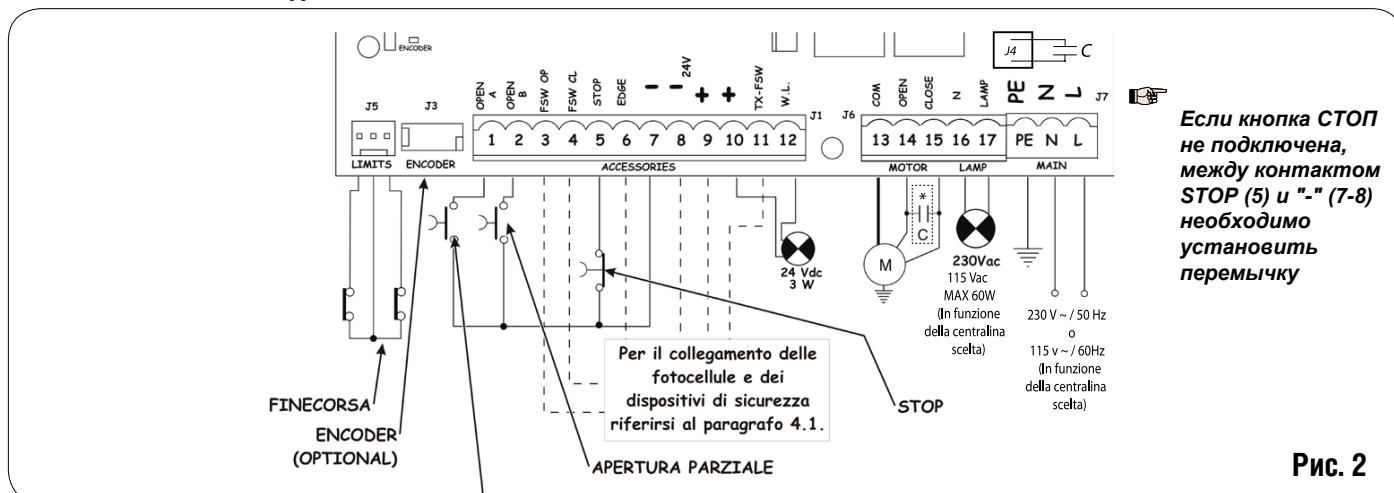 ENCODER
J4
C
OPEN A
OPEN B
FSW OP
FSW CL
STOP
EDGE
-
-
24V
+
+
TX-FSW
W.L.
J1
J6
COM
OPEN
CLOSE
N
LAMP
PE
N
L
J7
J5
J3
1 2 3 4 5 6 7 8 9 10 11 12
13 14 15 16 17 PE N L
LIMITS
ENCODER
ACCESSORIES
MOTOR
LAMP
MAIN
*
C
M
24 Vdc
3 W
230Vac
115 Vac
MAX 60W
(In funzione
della centralina
scelta)
230 V ~ / 50 Hz
o
115 v ~ / 60Hz
(In funzione
della centralina
scelta)
Per il collegamento delle
fotocellule e dei
dispositivi di sicurezza
riferirsi al paragrafo 4.1.
FINECORSA
ENCODER
(OPTIONAL)
APERTURA PARZIALE
STOP
Если кнопка СТОП
не подключена,
между контактом
STOP (5) и "-" (7-8)
необходимо
установить
перемычку
Рис. 2